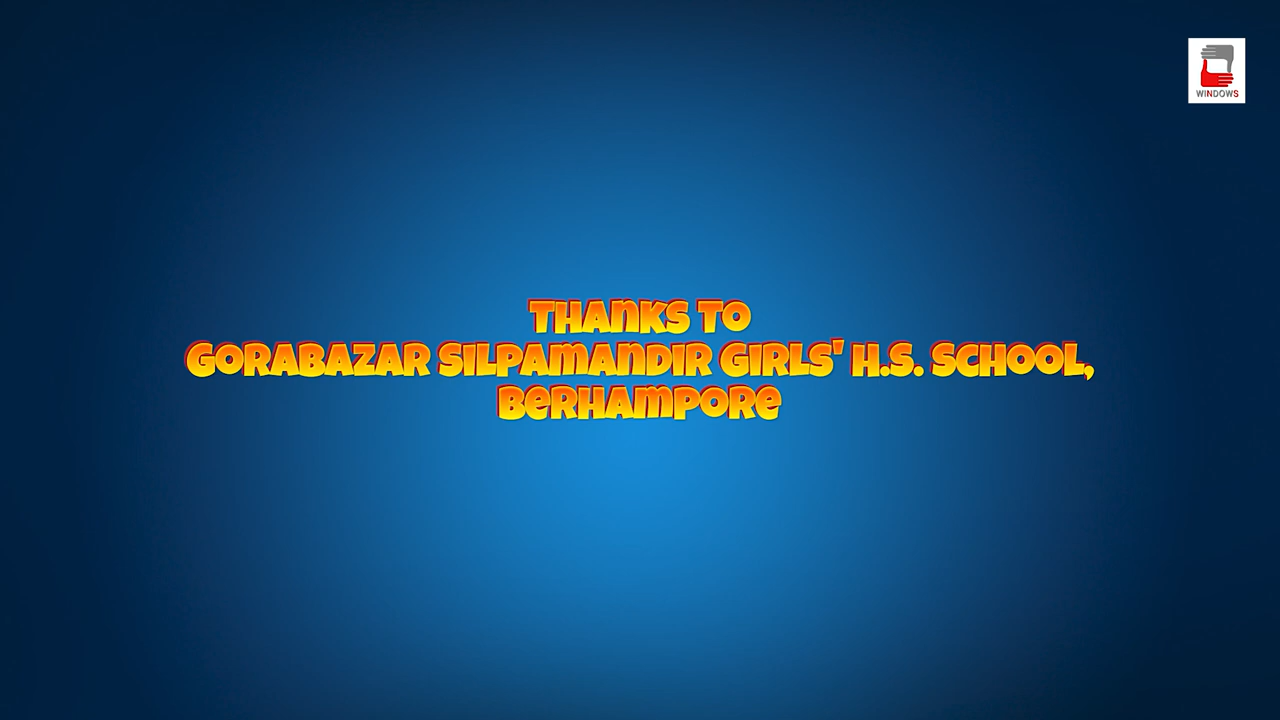 WINDOWS
THANKS TO
GORABAZAR SILPAMANDIR GIRLS' H.S. SCHOOL,
BERHAMPORE